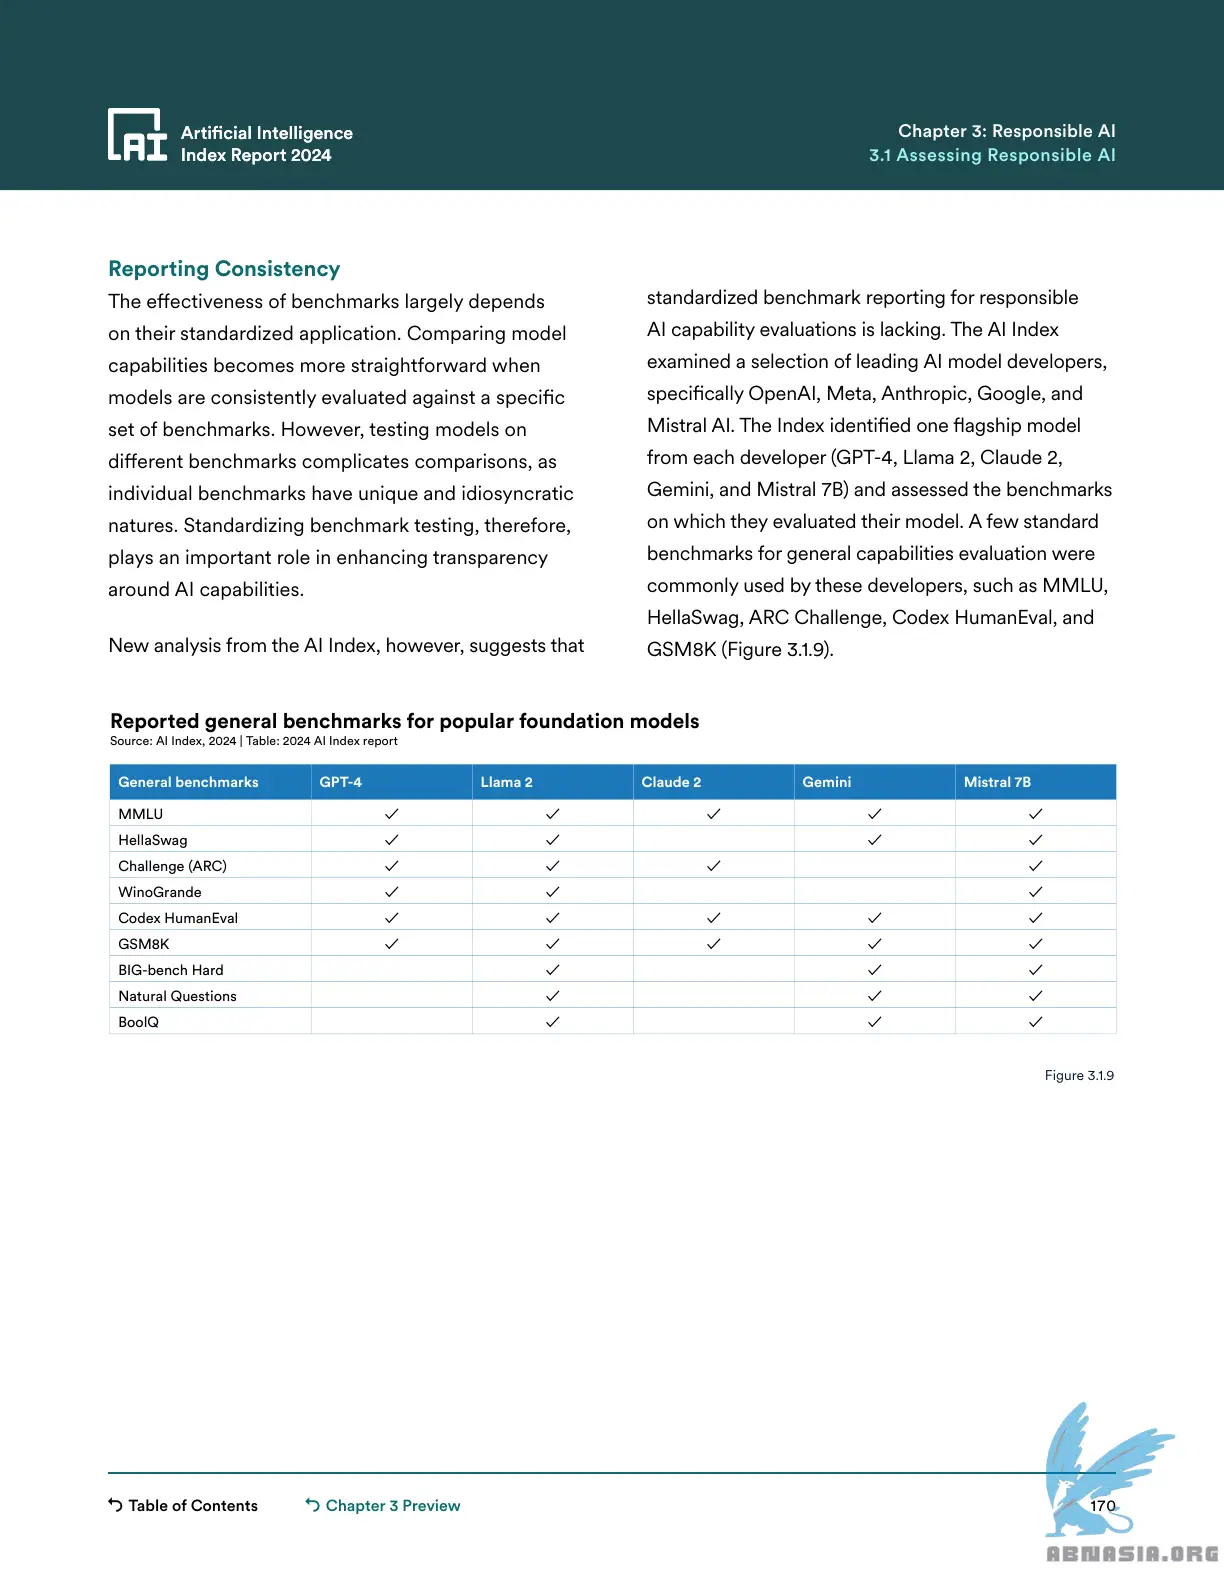 Artificial Intelligence
Index Report 2024
Chapter 3: Responsible AI
3.1 Assessing Responsible AI
Reporting Consistency
The effectiveness of benchmarks largely depends
on their standardized application. Comparing model
capabilities becomes more straightforward when
models are consistently evaluated against a specific
set of benchmarks. However, testing models on
different benchmarks complicates comparisons, as
individual benchmarks have unique and idiosyncratic
natures. Standardizing benchmark testing, therefore,
plays an important role in enhancing transparency
around AI capabilities.
New analysis from the AI Index, however, suggests that
standardized benchmark reporting for responsible
AI capability evaluations is lacking. The AI Index
examined a selection of leading AI model developers,
specifically OpenAI, Meta, Anthropic, Google, and
Mistral AI. The Index identified one flagship model
from each developer (GPT-4, Llama 2, Claude 2,
Gemini, and Mistral 7B) and assessed the benchmarks
on which they evaluated their model. A few standard
benchmarks for general capabilities evaluation were
commonly used by these developers, such as MMLU,
HellaSwag, ARC Challenge, Codex HumanEval, and
GSM8K (Figure 3.1.9).
Reported general benchmarks for popular foundation models
Source: AI Index, 2024 | Table: 2024 AI Index report
General benchmarks GPT-4 Llama 2 Claude 2 Gemini Mistral 7B
MMLU ✓ ✓ ✓ ✓ ✓
HellaSwag ✓ ✓ ✓ ✓
Challenge (ARC) ✓ ✓ ✓ ✓
WinoGrande ✓ ✓ ✓
Codex HumanEval ✓ ✓ ✓ ✓ ✓
GSM8K ✓ ✓ ✓ ✓ ✓
BIG-bench Hard ✓ ✓ ✓
Natural Questions ✓ ✓ ✓
BoolQ ✓ ✓ ✓
Figure 3.1.9
Table of Contents
Chapter 3 Preview
170
ABNASIA.ORG